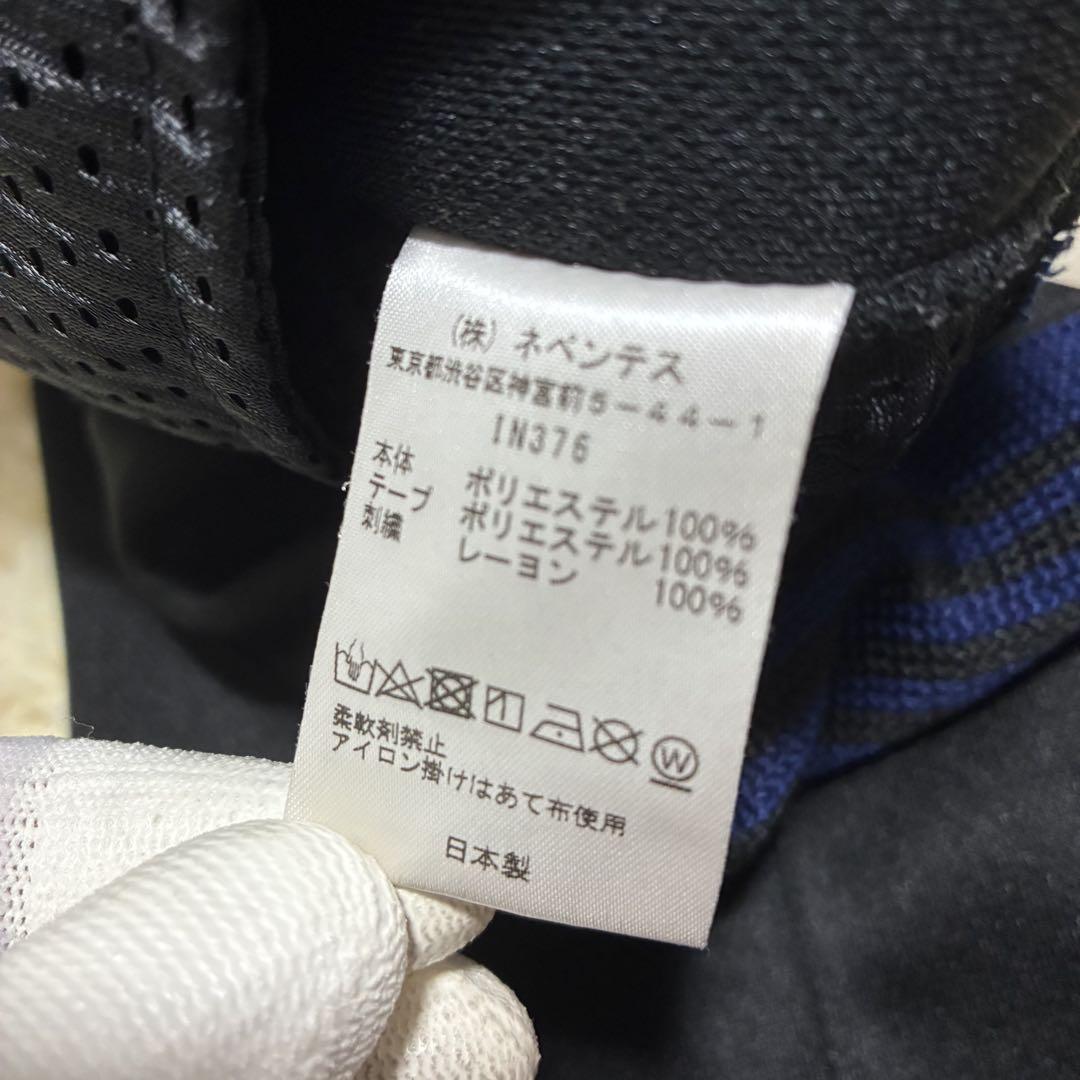 (株) ネペンテス
東京都渋谷区神宮前5-44-1
IN376
本体 ポリエステル100%
テープ ポリエステル100%
刺繍 レーヨン 100%
W
柔軟剤禁止
アイロン掛けはあて布使用
日本製